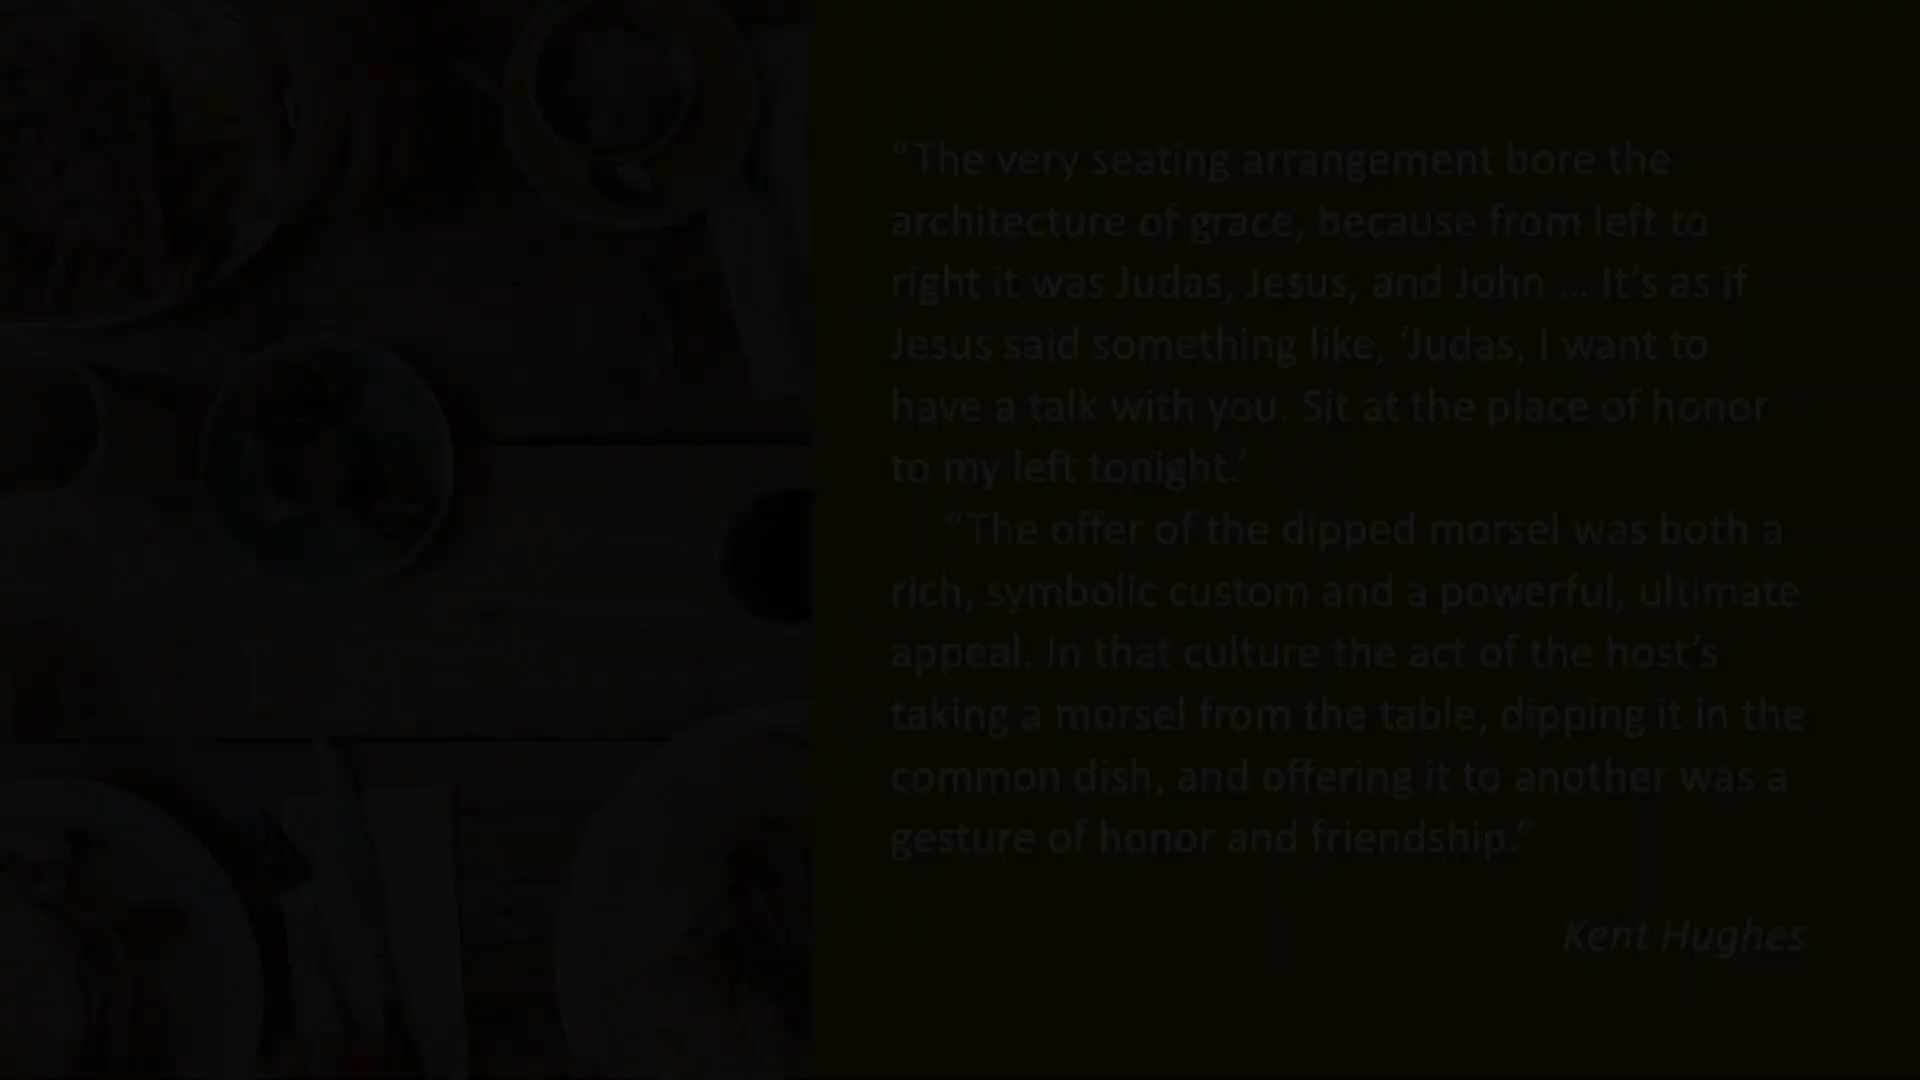 “The very seating arrangement bore the
architecture of grace, because from left to
right it was Judas, Jesus, and John ... It’s as if
Jesus said something like, ‘Judas, I want to
have a talk with you. Sit at the place of honor
to my left tonight.’
“The offer of the dipped morsel was both a
rich, symbolic custom and a powerful, ultimate
appeal. In that culture the act of the host’s
taking a morsel from the table, dipping it in the
common dish, and offering it to another was a
gesture of honor and friendship.”
Kent Hughes